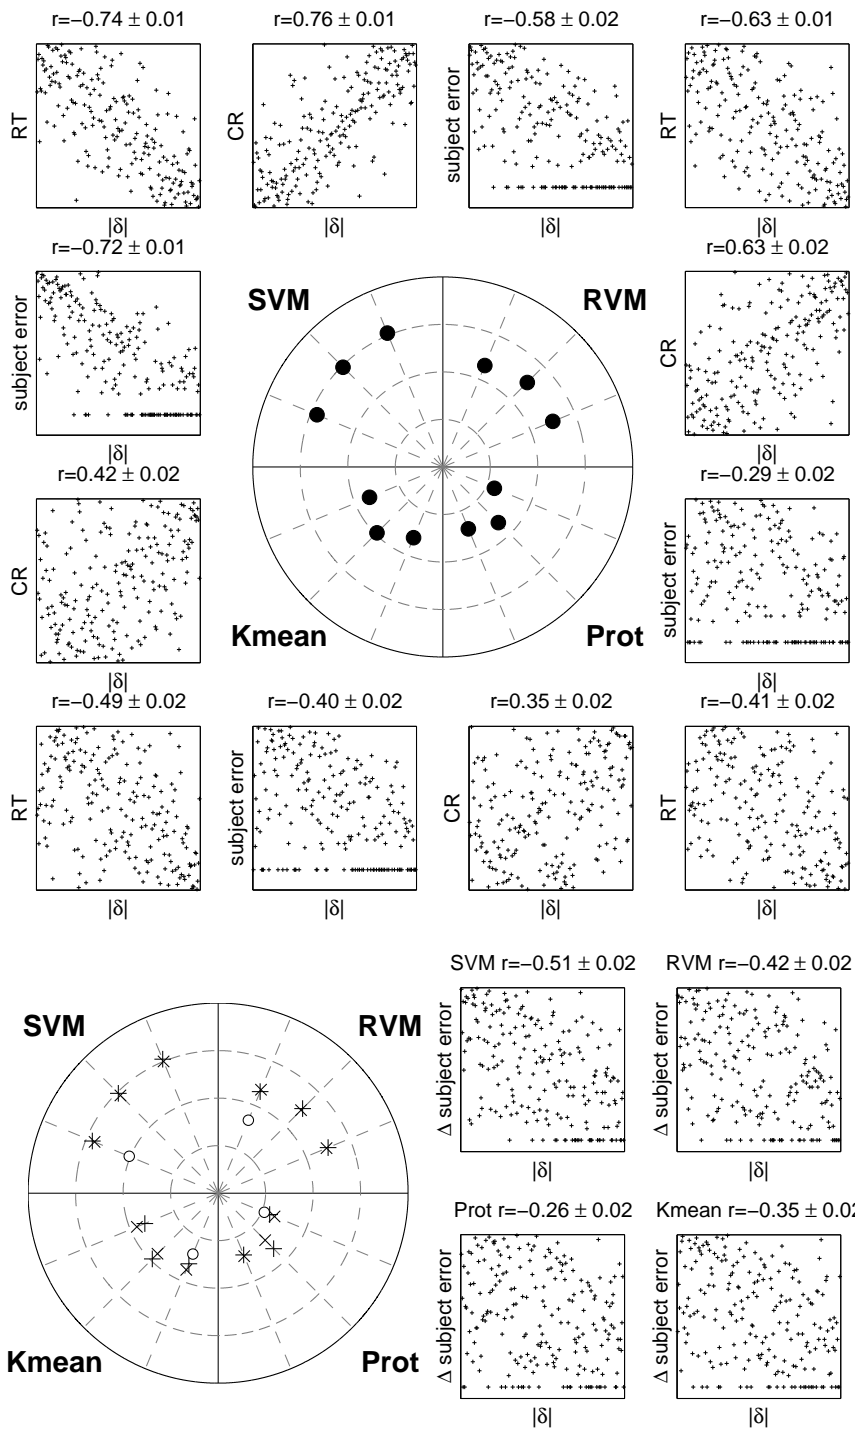 r=−0.74 ± 0.01
r=0.76 ± 0.01
r=−0.58 ± 0.02
r=−0.63 ± 0.01
RT
CR
subject error
RT
|δ|
|δ|
|δ|
|δ|
r=−0.72 ± 0.01
r=0.63 ± 0.02
subject error
SVM
RVM
CR
|δ|
|δ|
r=0.42 ± 0.02
r=−0.29 ± 0.02
CR
Kmean
Prot
subject error
|δ|
|δ|
r=−0.49 ± 0.02
r=−0.40 ± 0.02
r=0.35 ± 0.02
r=−0.41 ± 0.02
RT
subject error
CR
RT
|δ|
|δ|
|δ|
|δ|
SVM r=−0.51 ± 0.02
RVM r=−0.42 ± 0.02
SVM
RVM
Δ subject error
Δ subject error
|δ|
|δ|
Prot r=−0.26 ± 0.02
Kmean r=−0.35 ± 0.02
Kmean
Prot
Δ subject error
Δ subject error
|δ|
|δ|